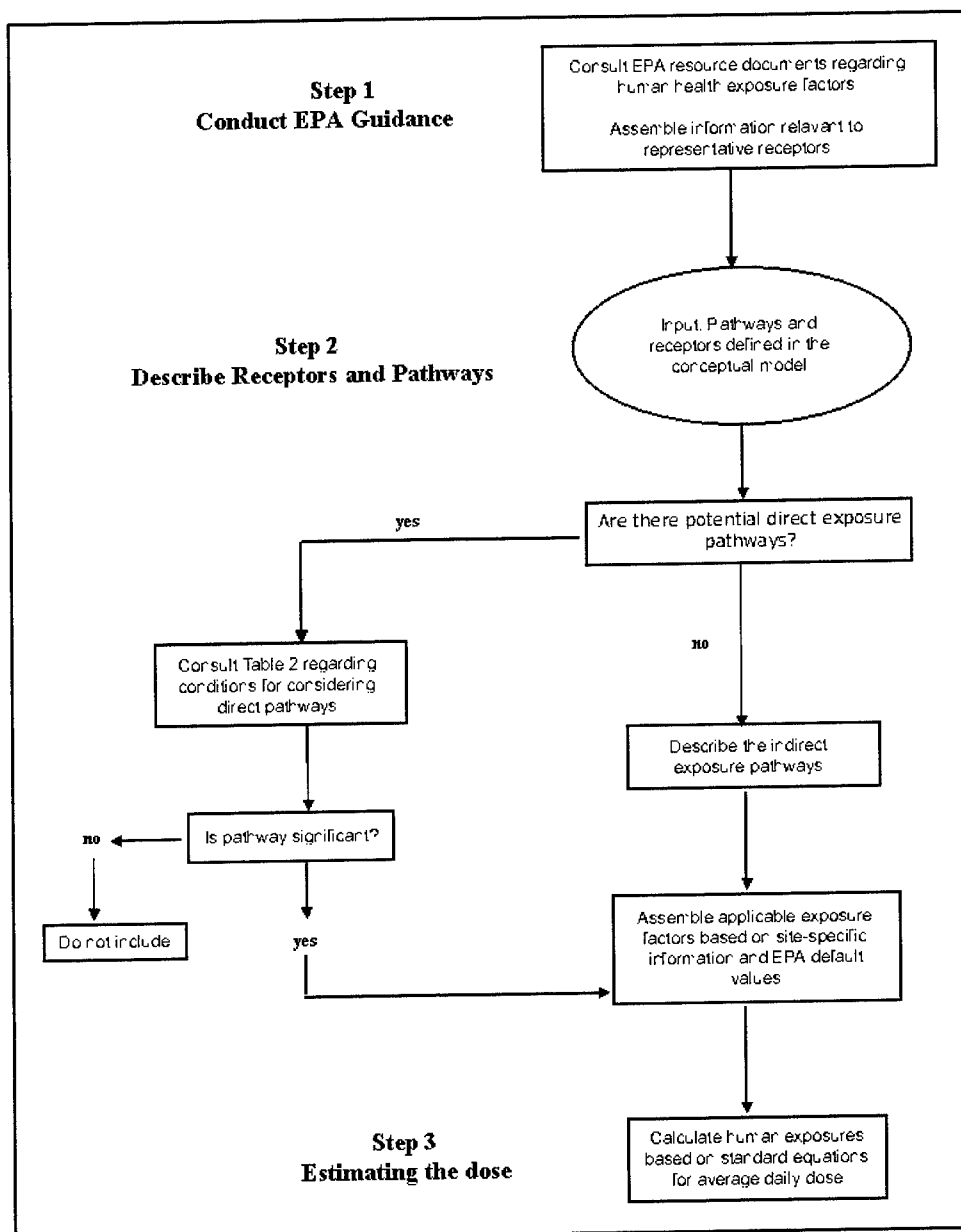 Step 1
Conduct EPA Guidance
Consult EPA resource documents regarding
human health exposure factors
Assemble information relavant to
representative receptors
Step 2
Describe Receptors and Pathways
Input. Pathways and
receptors defined in the
conceptual model
Are there potential direct exposure
pathways?
yes
no
Consult Table 2 regarding
conditions for considering
direct pathways
Describe the indirect
exposure pathways
Is pathway significant?
no
Do not include
yes
Assemble applicable exposure
factors based on site-specific
information and EPA default
values
Step 3
Estimating the dose
Calculate human exposures
based on standard equations
for average daily dose